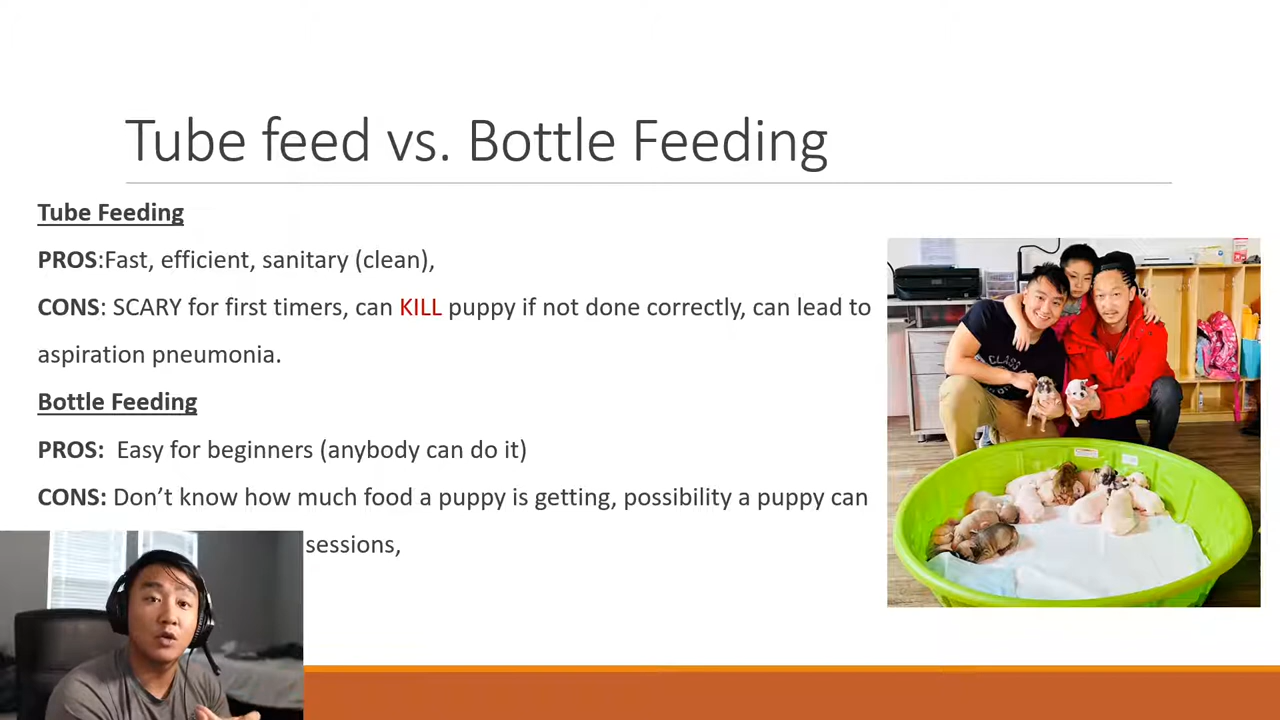 Tube feed vs. Bottle Feeding
Tube Feeding
PROS:Fast, efficient, sanitary (clean),
CONS: SCARY for first timers, can KILL puppy if not done correctly, can lead to
aspiration pneumonia.
Bottle Feeding
PROS: Easy for beginners (anybody can do it)
CONS: Don’t know how much food a puppy is getting, possibility a puppy can
sessions,
CLASS